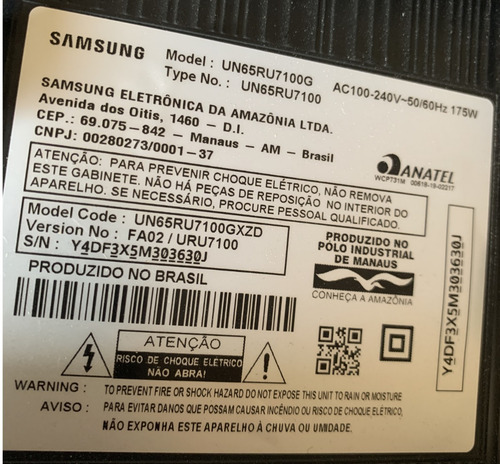 SAMSUNG
Model : UN65RU7100G
Type No. : UN65RU7100
AC100-240V~50/60Hz 175W
SAMSUNG ELETRÔNICA DA AMAZÔNIA LTDA.
Avenida dos Oitis, 1460 - D.I.
CEP.: 69.075-842 - Manaus - AM - Brasil
CNPJ: 00280273/0001-37
ANATEL
WCP731M 00616-18-02217
ATENÇÃO: PARA PREVENIR CHOQUE ELÉTRICO, NÃO REMOVA
ESTE GABINETE. NÃO HÁ PEÇAS DE REPOSIÇÃO NO INTERIOR DO
APARELHO. SE NECESSÁRIO, PROCURE PESSOAL QUALIFICADO.
Model Code : UN65RU7100GXZD
Version No : FA02 / URU7100
S/N : Y4DF3X5M303630J
PRODUZIDO NO BRASIL
PRODUZIDO NO
PÓLO INDUSTRIAL
DE MANAUS
CONHEÇA A AMAZÔNIA
Y4DF3X5M303630J
ATENÇÃO
RISCO DE CHOQUE ELÉTRICO
NÃO ABRA!
WARNING : TO PREVENT FIRE OR SHOCK HAZARD DO NOT EXPOSE THIS UNIT TO RAIN OR MOISTURE
AVISO : PARA EVITAR DANOS QUE POSSAM CAUSAR INCÊNDIO OU RISCO DE CHOQUE ELÉTRICO,
NÃO EXPONHA ESTE APARELHO À CHUVA OU UMIDADE.